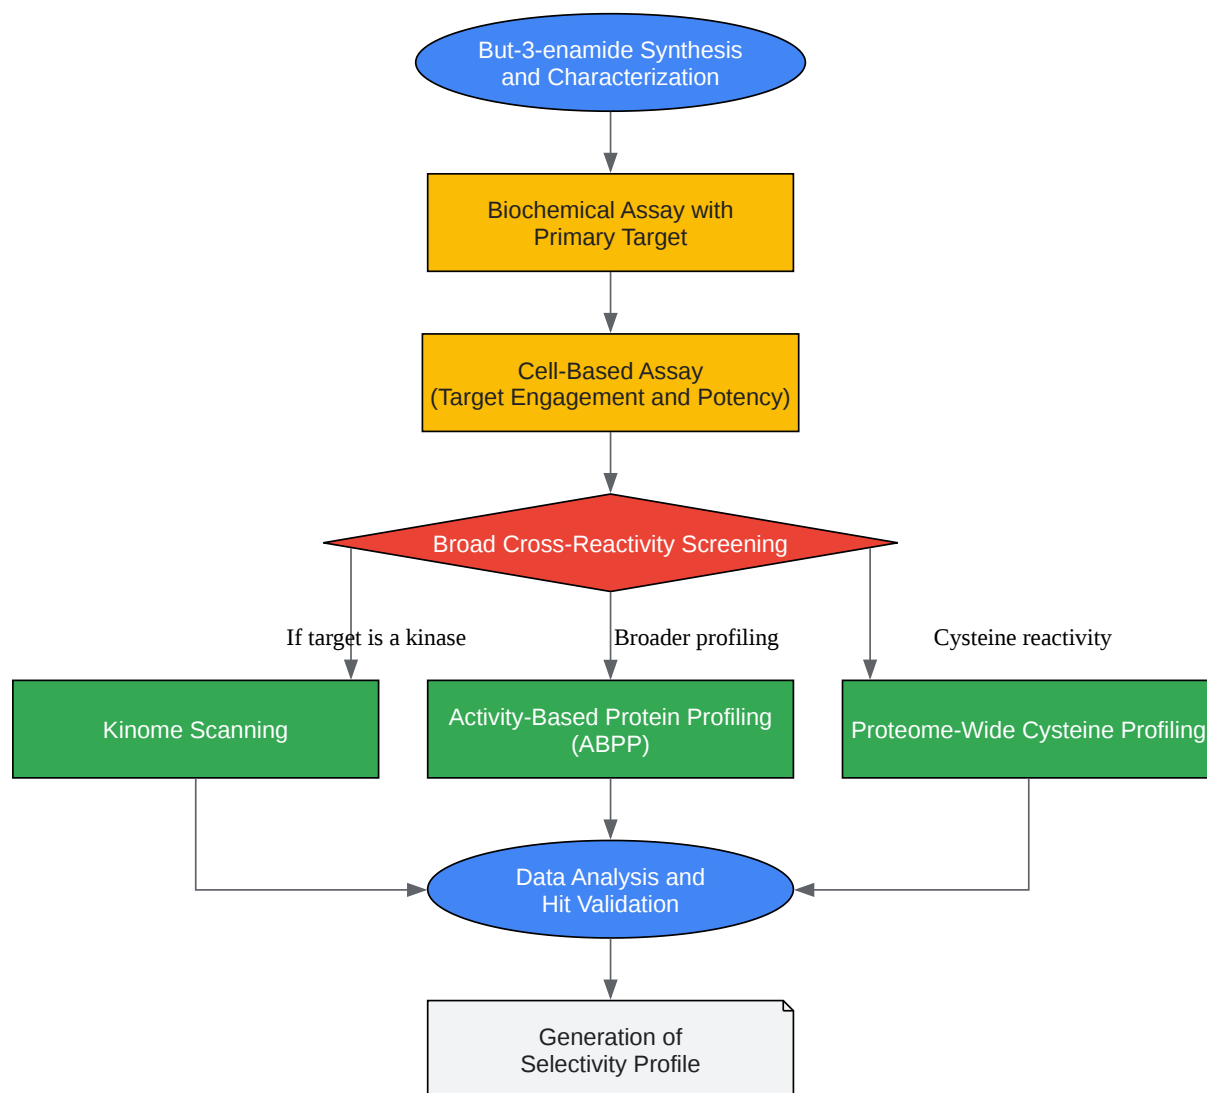 But-3-enamide Synthesis
and Characterization
Biochemical Assay with
Primary Target
Cell-Based Assay
(Target Engagement and Potency)
Broad Cross-Reactivity Screening
If target is a kinase
Broader profiling
Cysteine reactivity
Kinome Scanning
Activity-Based Protein Profiling
(ABPP)
Proteome-Wide Cysteine Profiling
Data Analysis and
Hit Validation
Generation of
Selectivity Profile